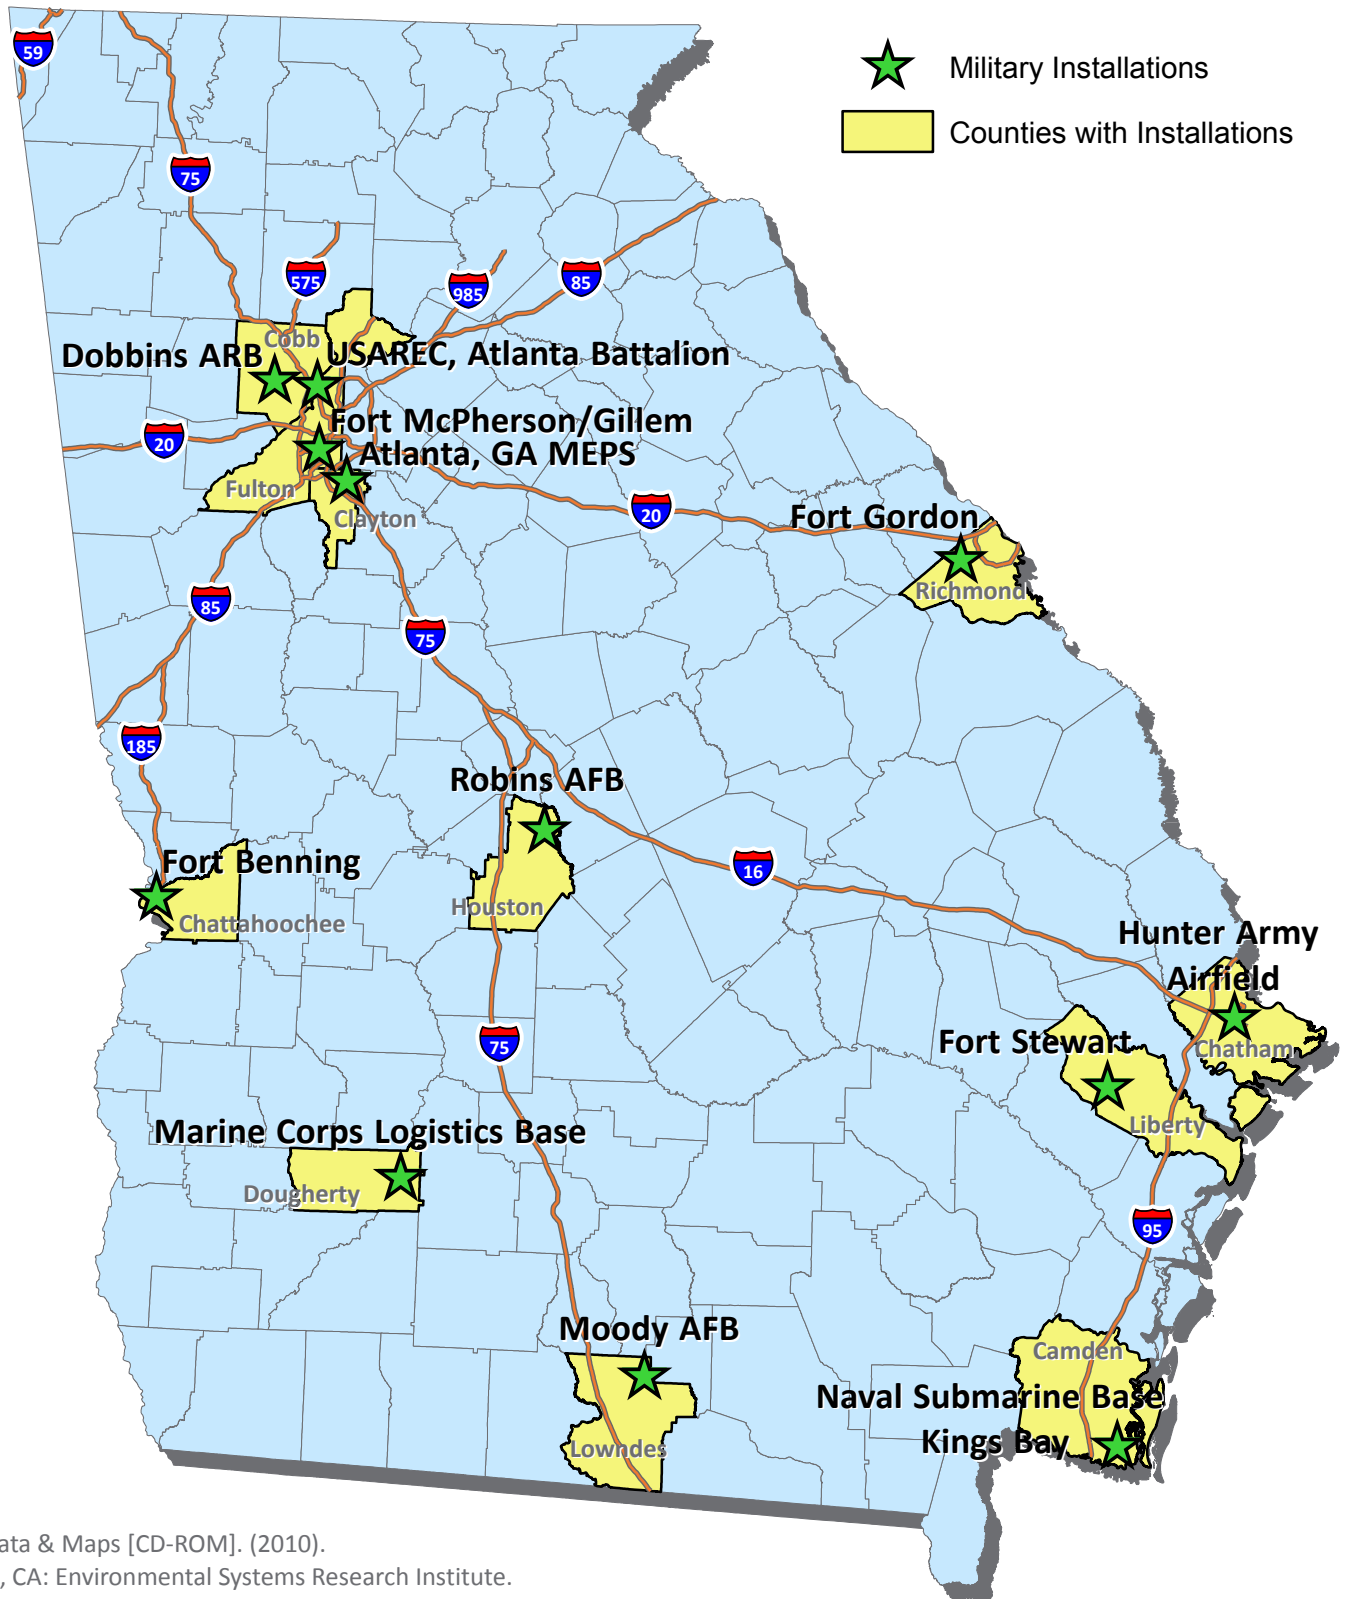 59
Military Installations
Counties with Installations
75
575
985
85
Cobb
Dobbins ARB
USAREC, Atlanta Battalion
Fort McPherson/Gillem
20
Atlanta, GA MEPS
Fulton
Clayton
20
Fort Gordon
Richmond
85
75
185
Robins AFB
Fort Benning
16
Houston
Chattahoochee
Hunter Army
Airfield
75
Fort Stewart
Chatham
Liberty
Marine Corps Logistics Base
Dougherty
95
Moody AFB
Camden
Naval Submarine Base
Kings Bay
Lowndes
ata & Maps [CD-ROM]. (2010).
, CA: Environmental Systems Research Institute.